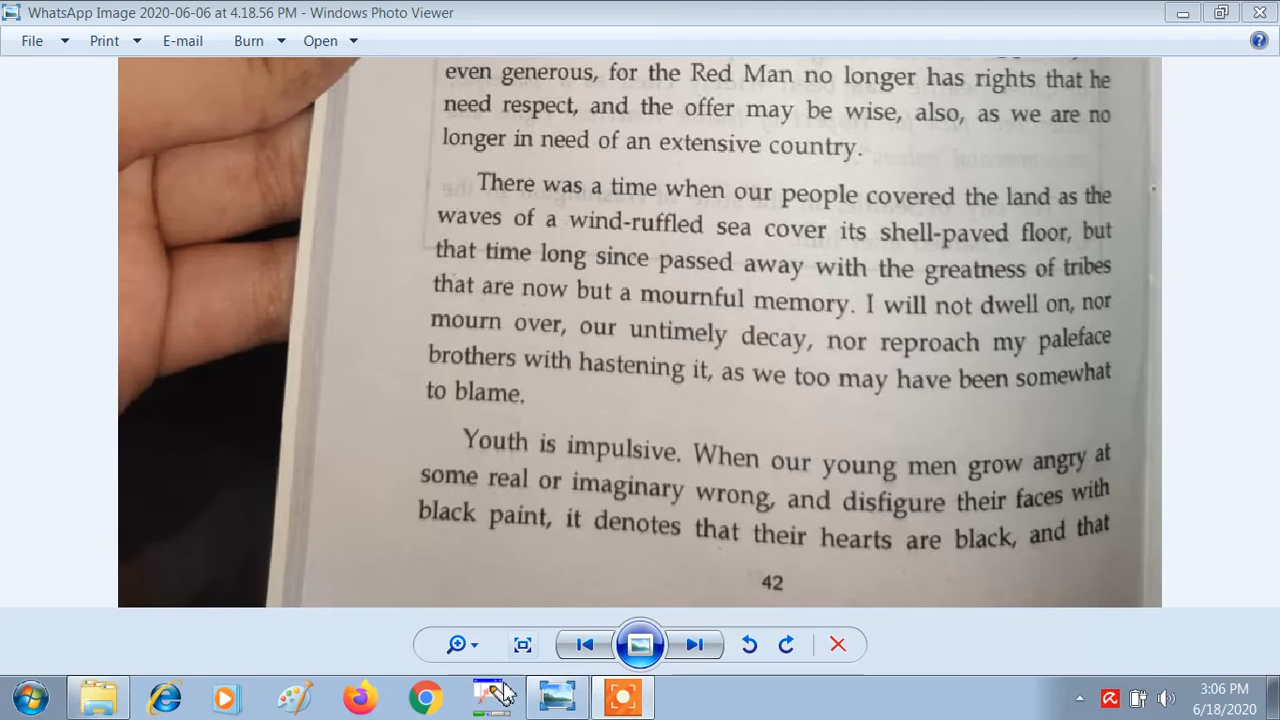 WhatsApp Image 2020-06-06 at 4.18.56 PM - Windows Photo Viewer
File Print E-mail Burn Open
even generous, for the Red Man no longer has rights that he
need respect, and the offer may be wise, also, as we are no
longer in need of an extensive country.
There was a time when our people covered the land as the
waves of a wind-ruffled sea cover its shell-paved floor, but
that time long since passed away with the greatness of tribes
that are now but a mournful memory. I will not dwell on, nor
mourn over, our untimely decay, nor reproach my paleface
brothers with hastening it, as we too may have been somewhat
to blame.
Youth is impulsive. When our young men grow angry at
some real or imaginary wrong, and disfigure their faces with
black paint, it denotes that their hearts are black, and that
42
3:06 PM
6/18/2020